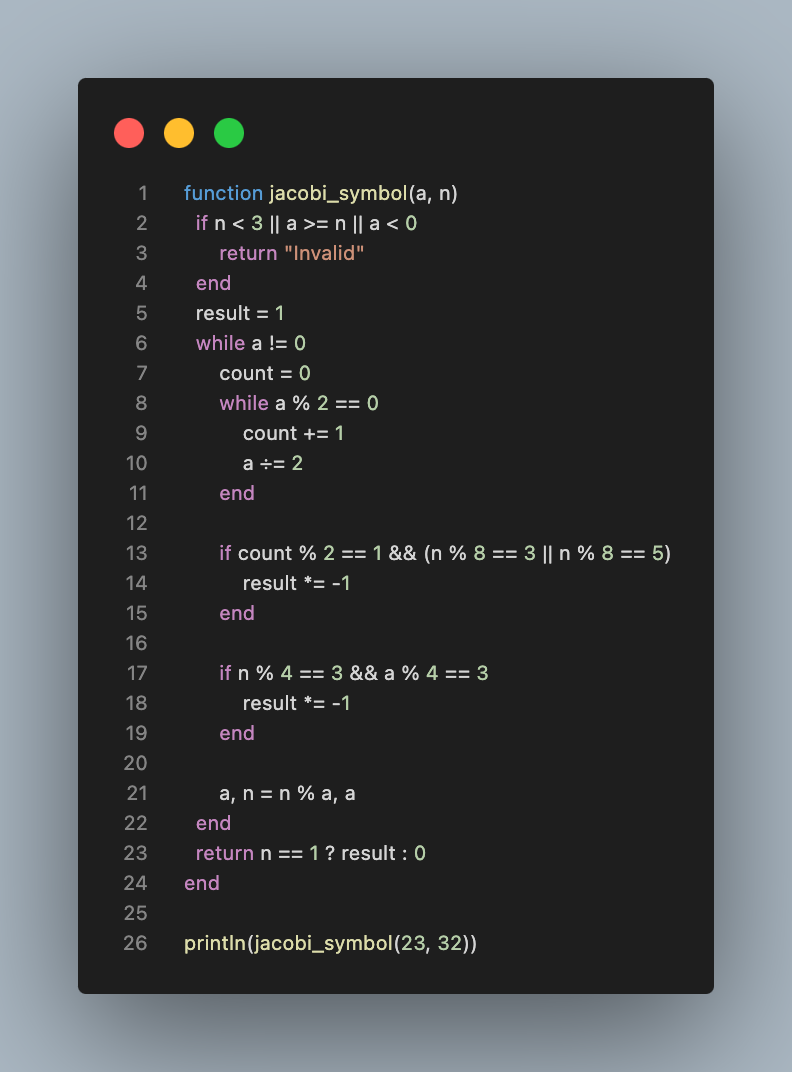 1 function jacobi_symbol(a, n)
2 if n < 3 || a >= n || a < 0
3 return "Invalid"
4 end
5 result = 1
6 while a != 0
7 count = 0
8 while a % 2 == 0
9 count += 1
10 a ÷= 2
11 end
12
13 if count % 2 == 1 && (n % 8 == 3 || n % 8 == 5)
14 result *= -1
15 end
16
17 if n % 4 == 3 && a % 4 == 3
18 result *= -1
19 end
20
21 a, n = n % a, a
22 end
23 return n == 1 ? result : 0
24 end
25
26 println(jacobi_symbol(23, 32))